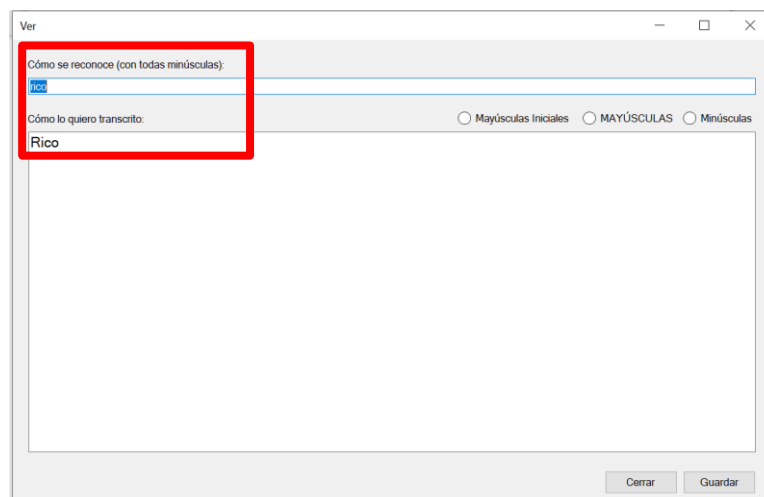 Ver
Cómo se reconoce (con todas minúsculas):
rico
Cómo lo quiero transcrito: Mayúsculas Iniciales MAYÚSCULAS Minúsculas
Rico
Cerrar Guardar